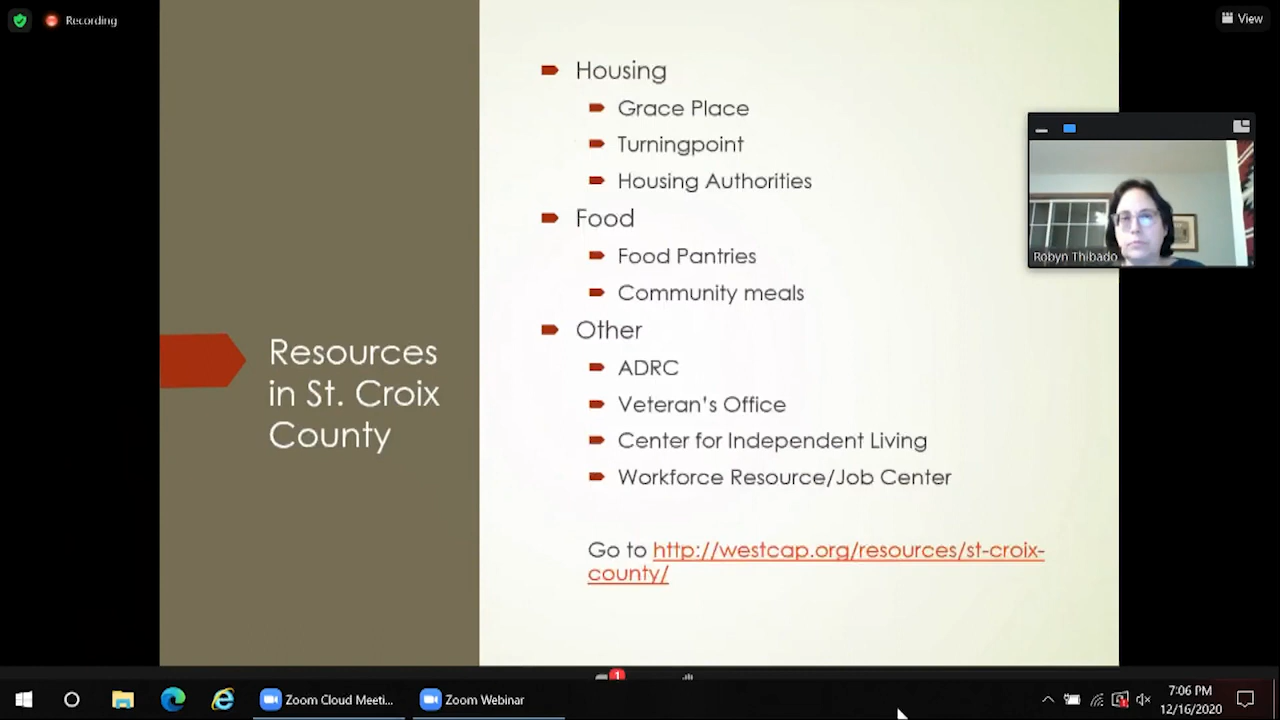 Recording
View
Housing
Grace Place
Turningpoint
Housing Authorities
Food
Food Pantries
Community meals
Other
ADRC
Veteran's Office
Center for Independent Living
Workforce Resource/Job Center
Go to http://westcap.org/resources/st-croix-
county/
Resources
in St. Croix
County
Robyn Thibado
1
Zoom Cloud Meeti...
Zoom Webinar
7:06 PM
12/16/2020